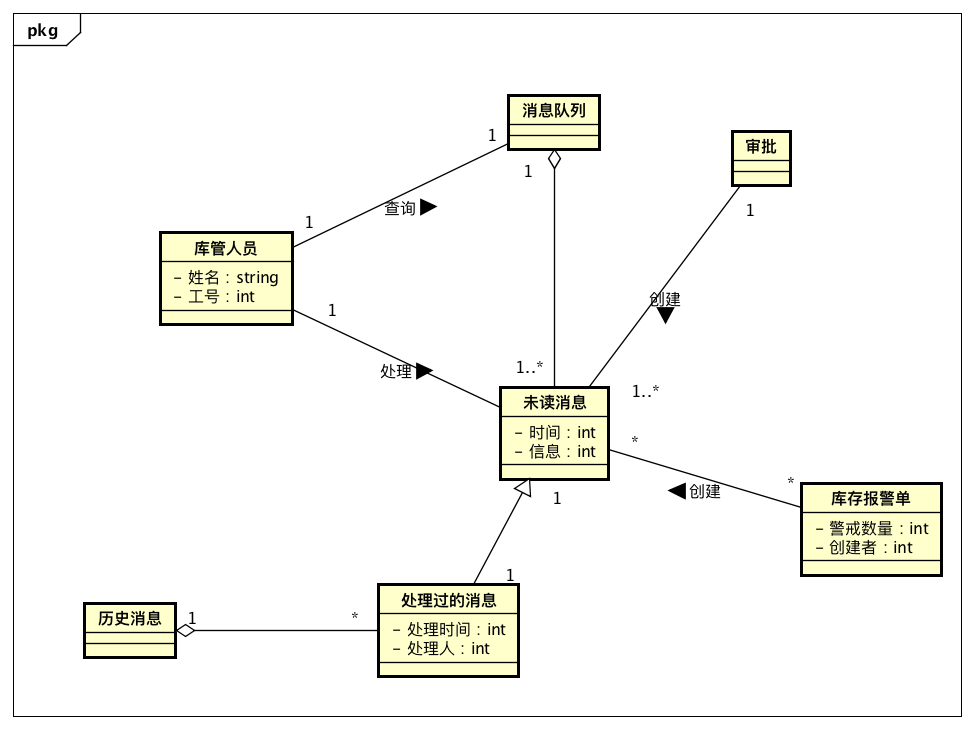 pkg
消息队列
审批
1
1
1
1
查询 ▶
库管人员
- 姓名 : string
- 工号 : int
1
创建
▼
处理 ▶
1..*
1..*
未读消息
- 时间 : int
- 信息 : int
*
*
◀ 创建
1
库存报警单
- 警戒数量 : int
- 创建者 : int
1
处理过的消息
- 处理时间 : int
- 处理人 : int
历史消息
1
*